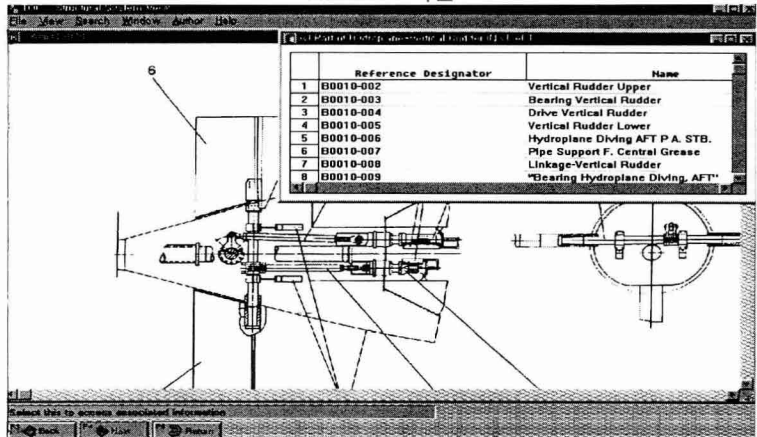 File View Search Window Author Help
Reference Designator Name
1 B0010-002 Vertical Rudder Upper
2 B0010-003 Bearing Vertical Rudder
3 B0010-004 Drive Vertical Rudder
4 B0010-005 Vertical Rudder Lower
5 B0010-006 Hydroplane Diving AFT P A. STB.
6 B0010-007 Pipe Support F. Central Grease
7 B0010-008 Linkage-Vertical Rudder
8 B0010-009 "Bearing Hydroplane Diving, AFT"
6
Select this to access associated information
Back Next Return